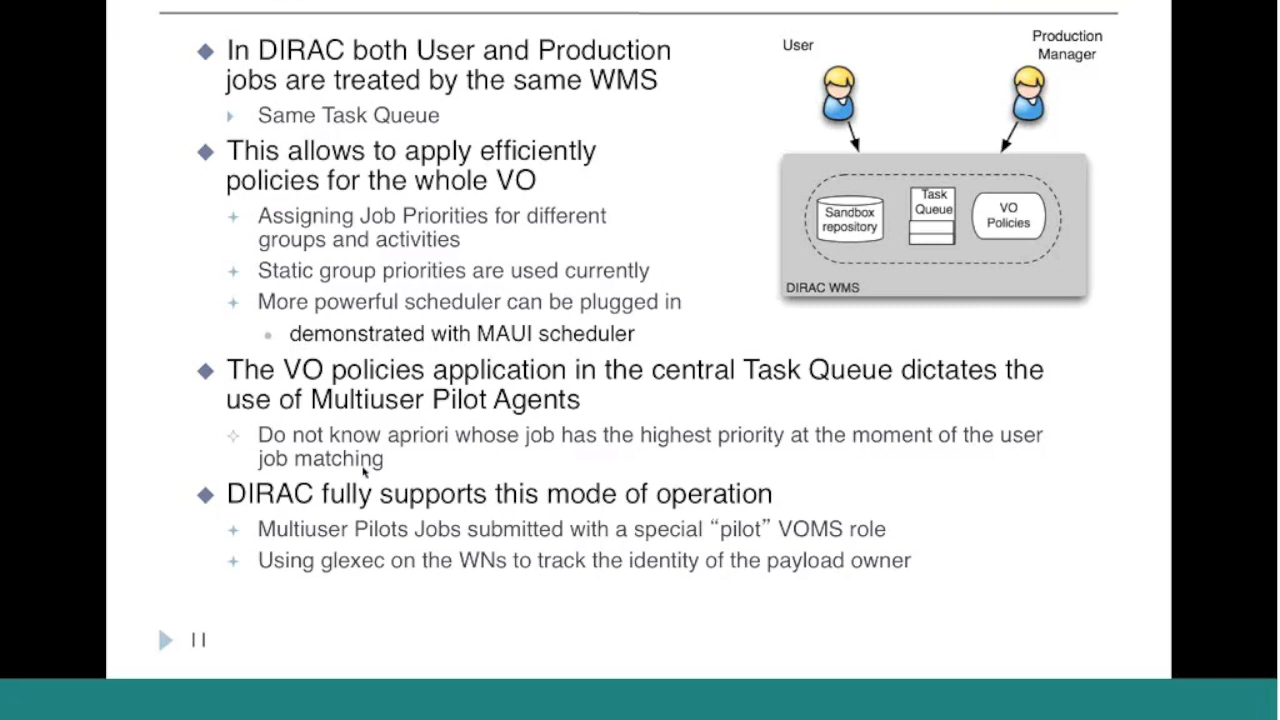 In DIRAC both User and Production
jobs are treated by the same WMS
Same Task Queue
This allows to apply efficiently
policies for the whole VO
Assigning Job Priorities for different
groups and activities
Static group priorities are used currently
More powerful scheduler can be plugged in
demonstrated with MAUI scheduler
The VO policies application in the central Task Queue dictates the
use of Multiuser Pilot Agents
Do not know apriori whose job has the highest priority at the moment of the user
job matching
DIRAC fully supports this mode of operation
Multiuser Pilots Jobs submitted with a special “pilot” VOMS role
Using glexec on the WNs to track the identity of the payload owner
User
Production
Manager
Sandbox
repository
Task
Queue
VO
Policies
DIRAC WMS
11